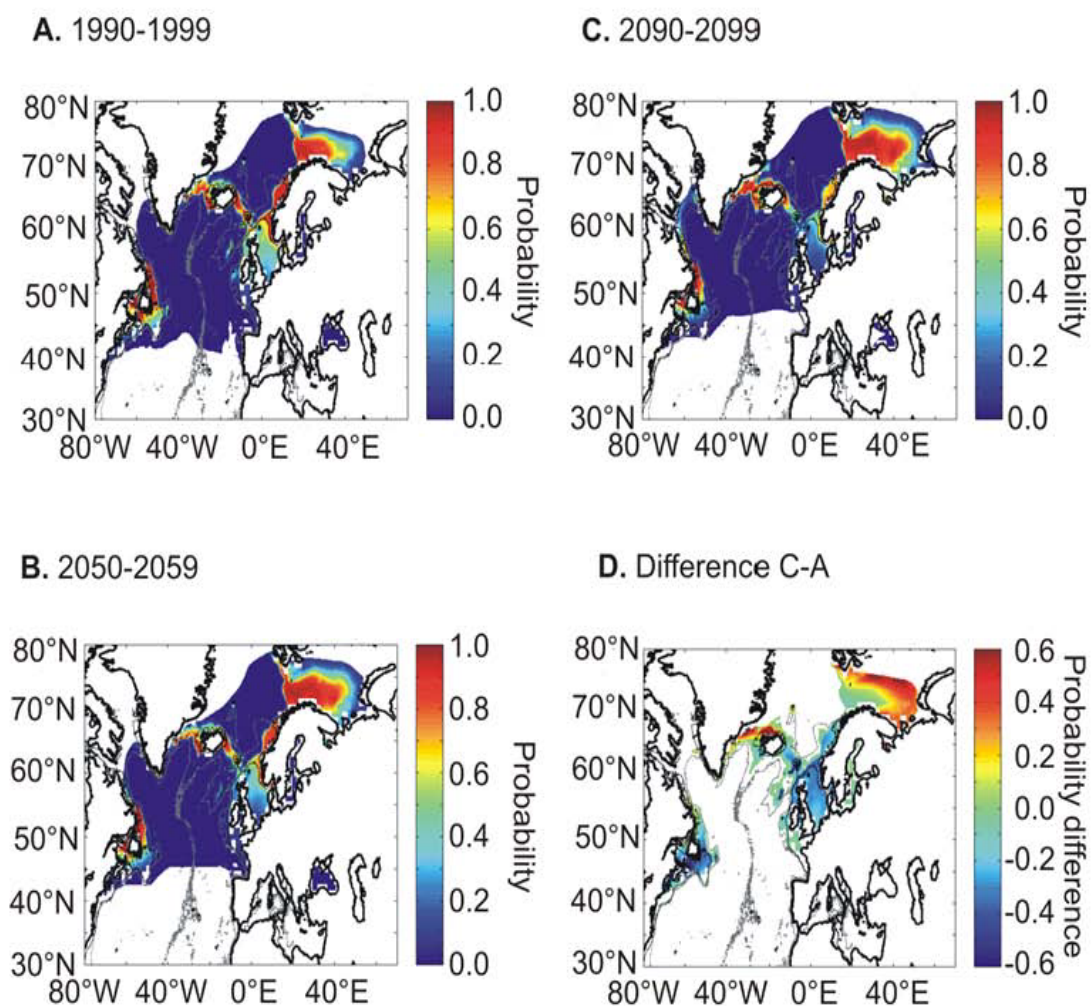 A. 1990-1999
80°N
70°N
60°N
50°N
40°N
30°N
80°W
40°W
0°E
40°E
1.0
0.8
0.6
0.4
0.2
0.0
Probability
C. 2090-2099
80°N
70°N
60°N
50°N
40°N
30°N
80°W
40°W
0°E
40°E
1.0
0.8
0.6
0.4
0.2
0.0
Probability
B. 2050-2059
80°N
70°N
60°N
50°N
40°N
30°N
80°W
40°W
0°E
40°E
1.0
0.8
0.6
0.4
0.2
0.0
Probability
D. Difference C-A
80°N
70°N
60°N
50°N
40°N
30°N
80°W
40°W
0°E
40°E
0.6
0.4
0.2
0.0
-0.2
-0.4
-0.6
Probability difference